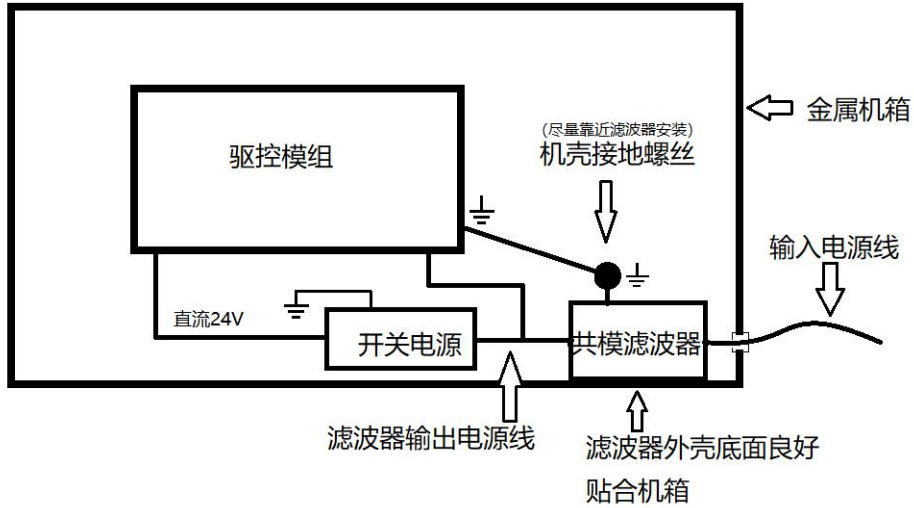 金属机箱
(尽量靠近滤波器安装)
机壳接地螺丝
驱控模组
输入电源线
直流24V
开关电源
共模滤波器
滤波器输出电源线
滤波器外壳底面良好
贴合机箱